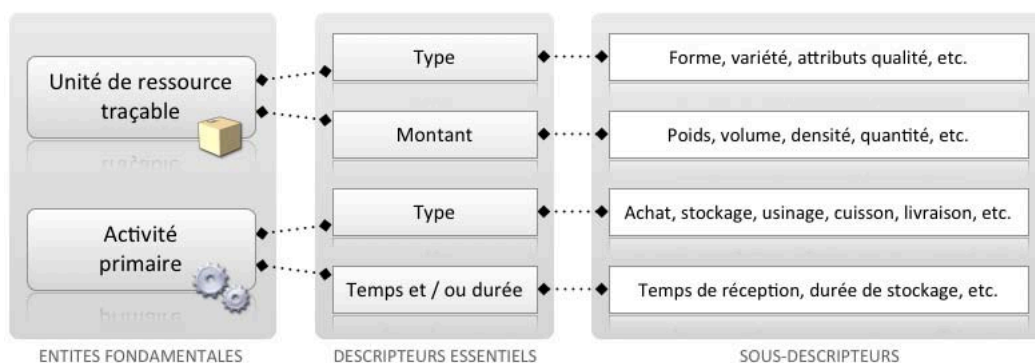 Unité de ressource
traçable
Type
Forme, variété, attributs qualité, etc.
Montant
Poids, volume, densité, quantité, etc.
Activité
primaire
Type
Achat, stockage, usinage, cuisson, livraison, etc.
Temps et / ou durée
Temps de réception, durée de stockage, etc.
ENTITES FONDAMENTALES
DESCRIPTEURS ESSENTIELS
SOUS-DESCRIPTEURS